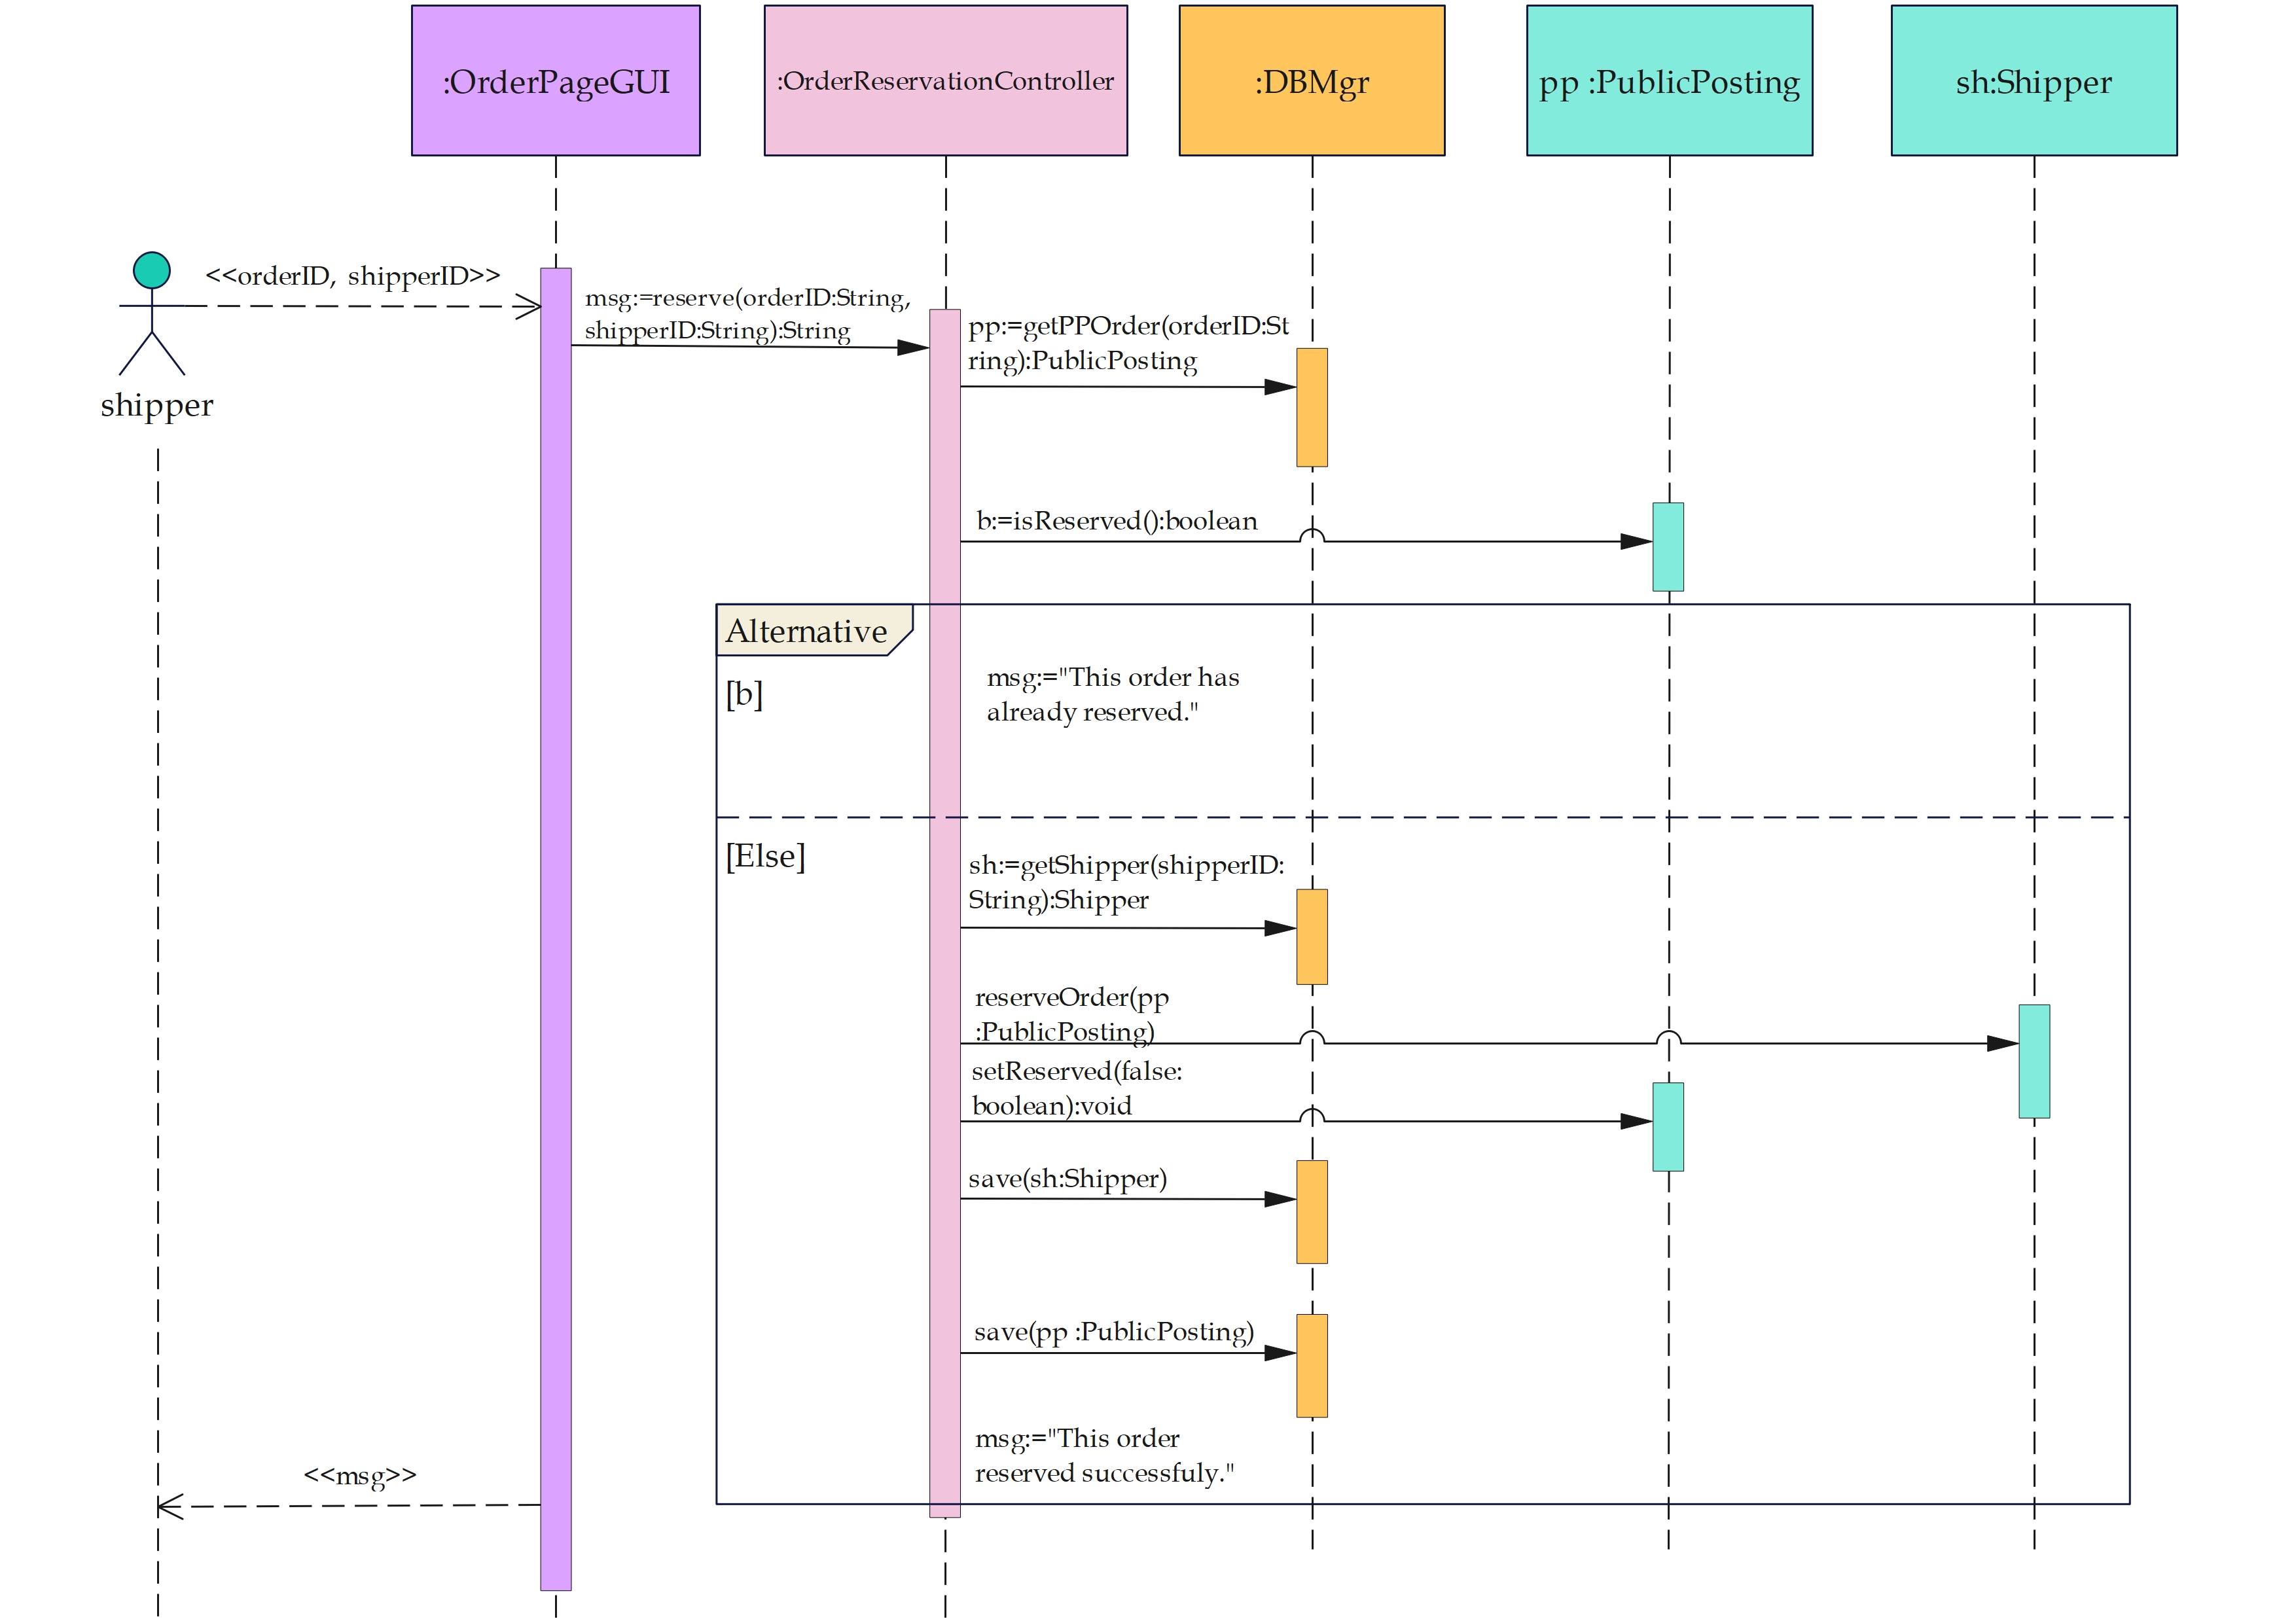 :OrderPageGUI
:OrderReservationController
:DBMgr
pp :PublicPosting
sh:Shipper
<<orderID, shipperID>>
shipper
msg:=reserve(orderID:String,
shipperID:String):String
pp:=getPPOrder(orderID:St
ring):PublicPosting
b:=isReserved():boolean
Alternative
[b]
msg:="This order has
already reserved."
[Else]
sh:=getShipper(shipperID:
String):Shipper
reserveOrder(pp
:PublicPosting)
setReserved(false:
boolean):void
save(sh:Shipper)
save(pp :PublicPosting)
msg:="This order
reserved successfuly."
<<msg>>